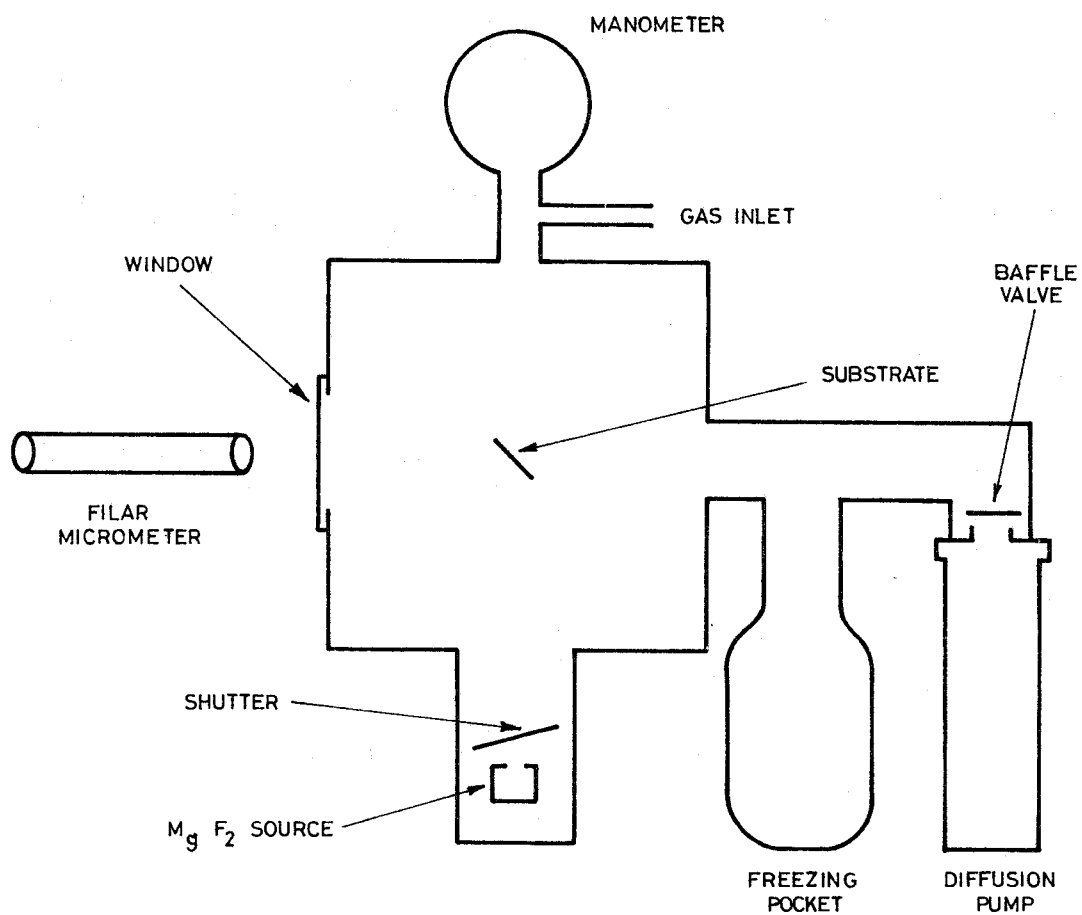 MANOMETER
GAS INLET
WINDOW
BAFFLE
VALVE
SUBSTRATE
FILAR
MICROMETER
SHUTTER
Mg F2 SOURCE
FREEZING
POCKET
DIFFUSION
PUMP